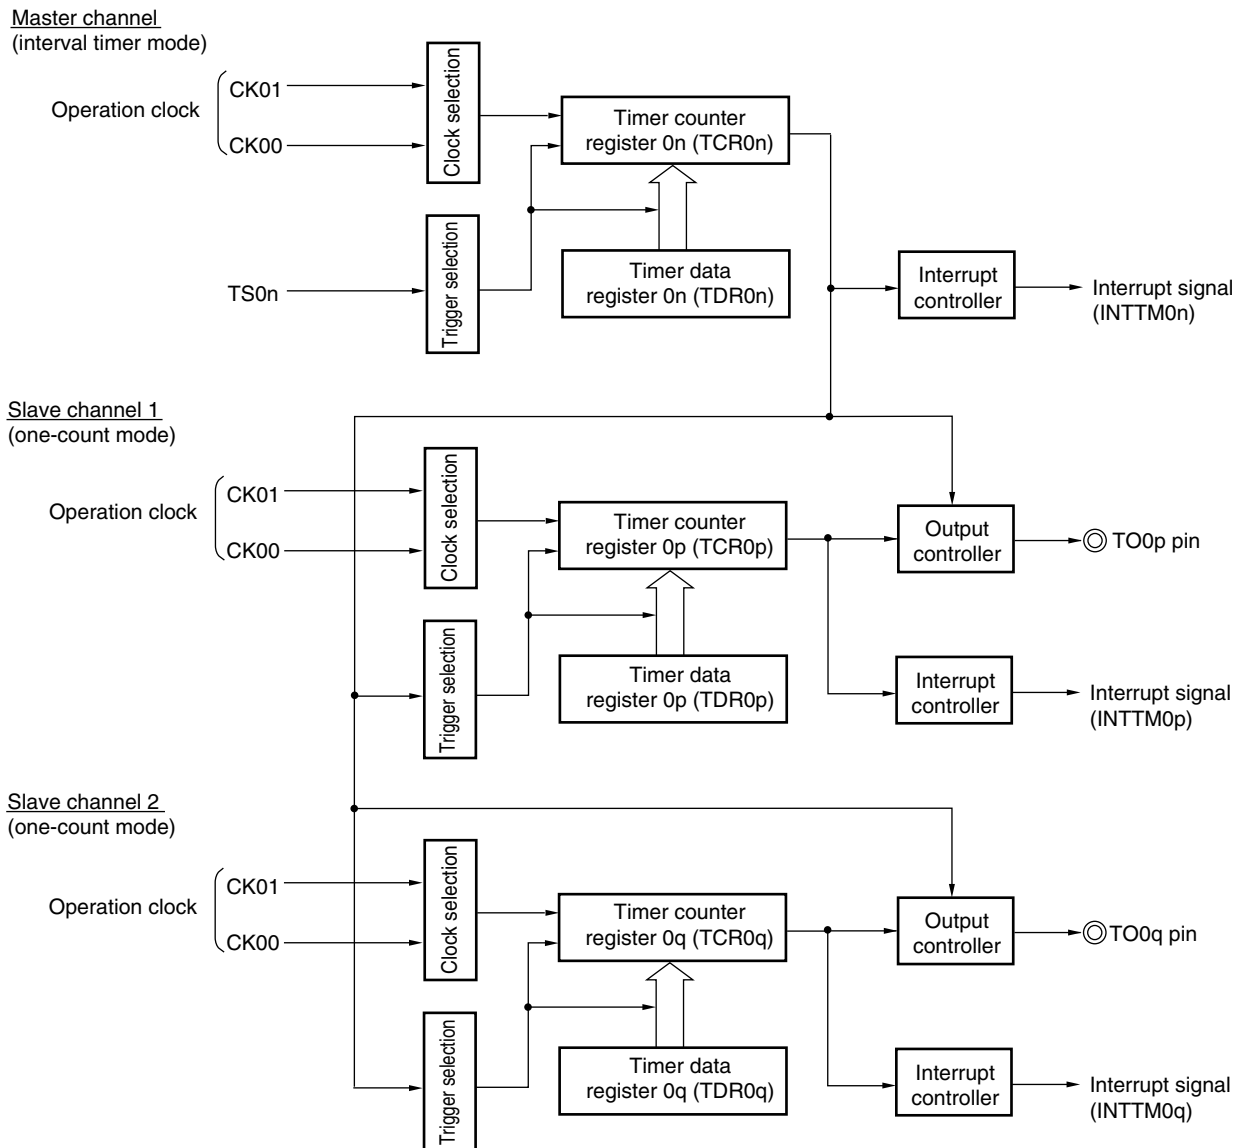 Master channel
(interval timer mode)
Operation clock
CK01
CK00
Clock selection
Timer counter
register 0n (TCR0n)
TS0n
Trigger selection
Timer data
register 0n (TDR0n)
Interrupt
controller
Interrupt signal
(INTTM0n)
Slave channel 1
(one-count mode)
Operation clock
CK01
CK00
Clock selection
Timer counter
register 0p (TCR0p)
Output
controller
TO0p pin
Trigger selection
Timer data
register 0p (TDR0p)
Interrupt
controller
Interrupt signal
(INTTM0p)
Slave channel 2
(one-count mode)
Operation clock
CK01
CK00
Clock selection
Timer counter
register 0q (TCR0q)
Output
controller
TO0q pin
Trigger selection
Timer data
register 0q (TDR0q)
Interrupt
controller
Interrupt signal
(INTTM0q)